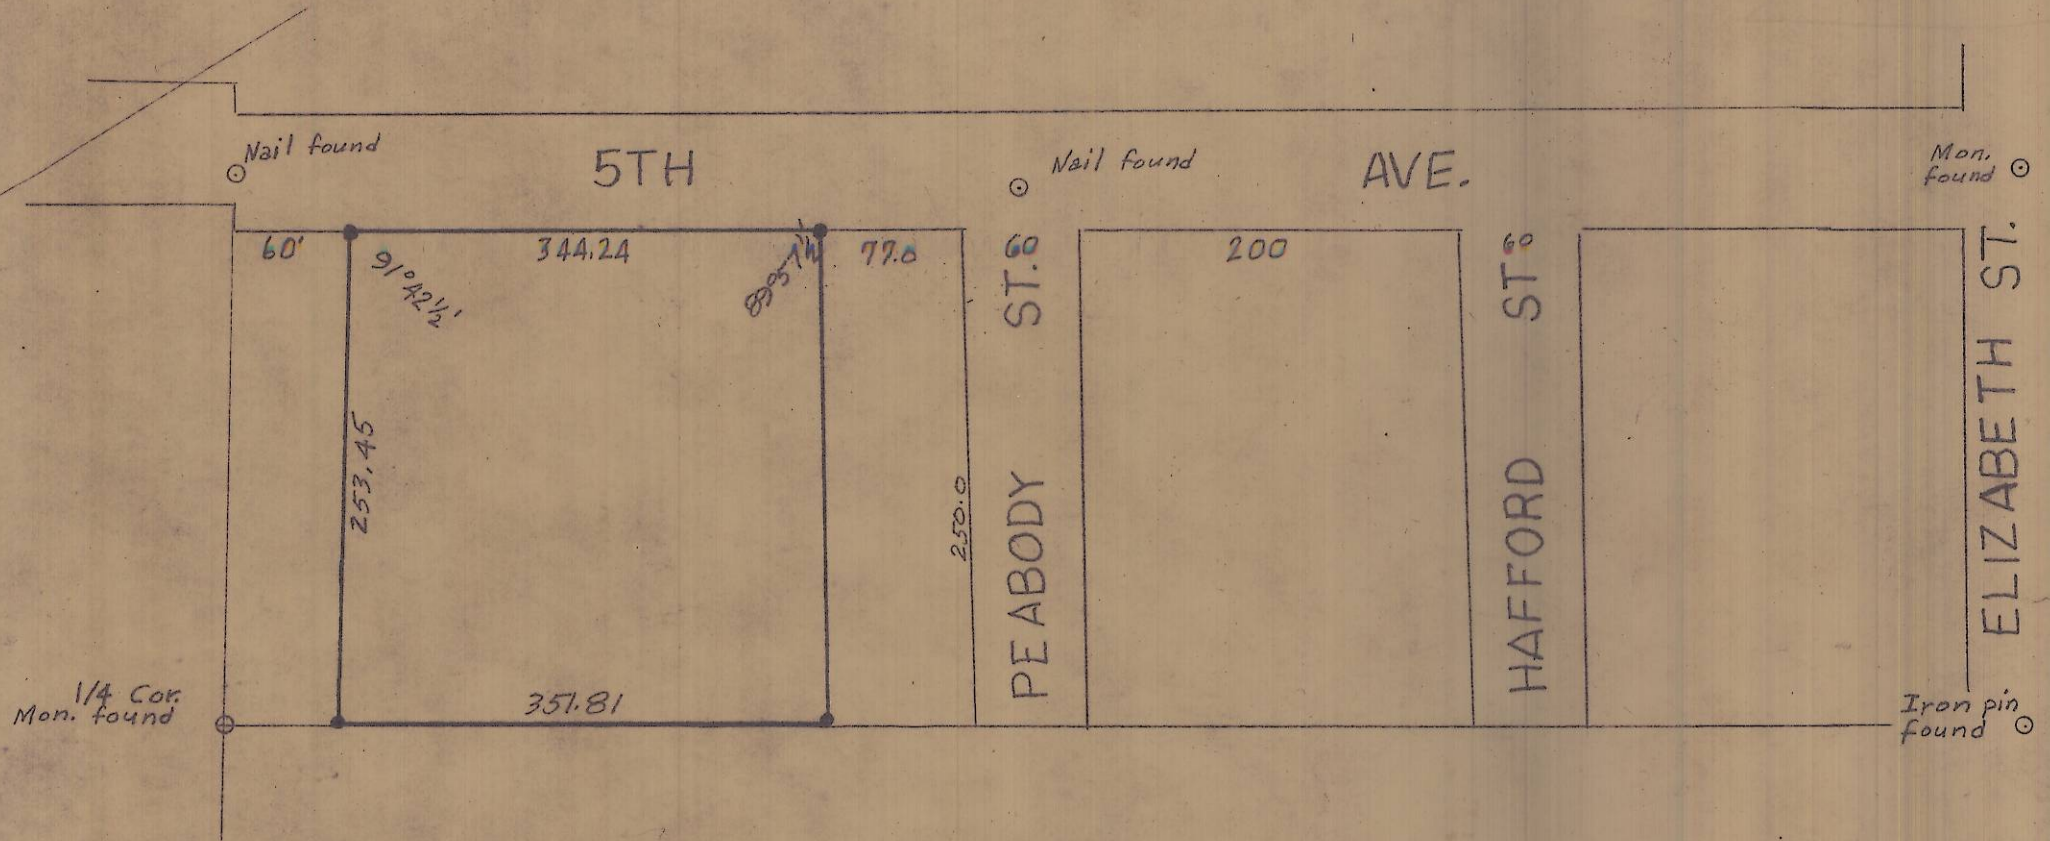 Nail found
5TH
Nail found
AVE.
Mon.
found
60'
344.24
77.0
60
200
60
91°42½'
ST.
ST
ELIZABETH ST.
253.45
250.0
PEABODY
HAFFORD
1/4 Cor.
Mon. found
351.81
Iron pin
found